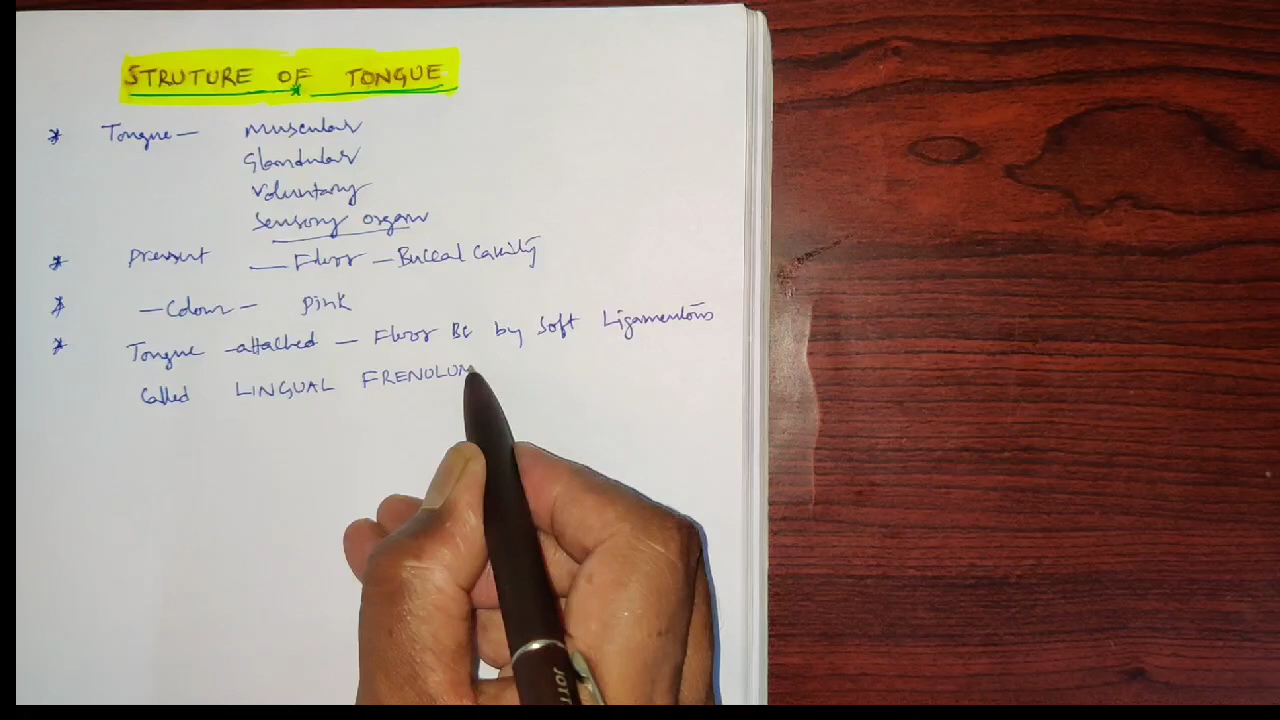 STRUTURE OF TONGUE
* Tongue — Muscular
Glandular
Voluntary
Sensory organ
* Present — Floor — Buccal Cavity
* — Colour — Pink
* Tongue attached — Floor BC by Soft Ligamentous
Called LINGUAL FRENULUM
JOTT